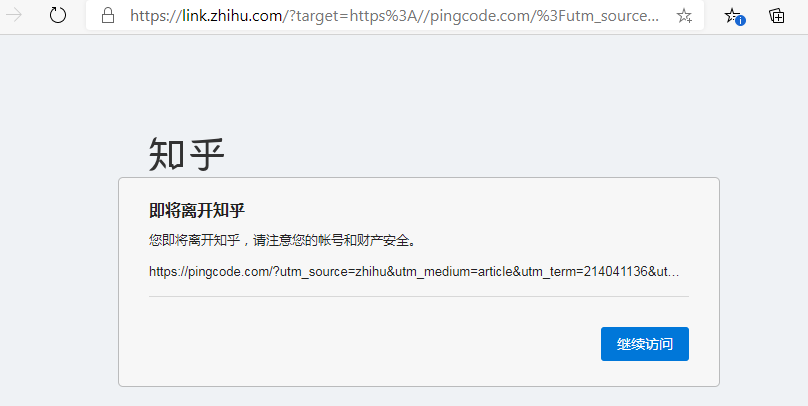 https://link.zhihu.com/?target=https%3A//pingcode.com/%3Futm_source...
知乎
即将离开知乎
您即将离开知乎，请注意您的帐号和财产安全。
https://pingcode.com/?utm_source=zhihu&utm_medium=article&utm_term=214041136&ut...
继续访问